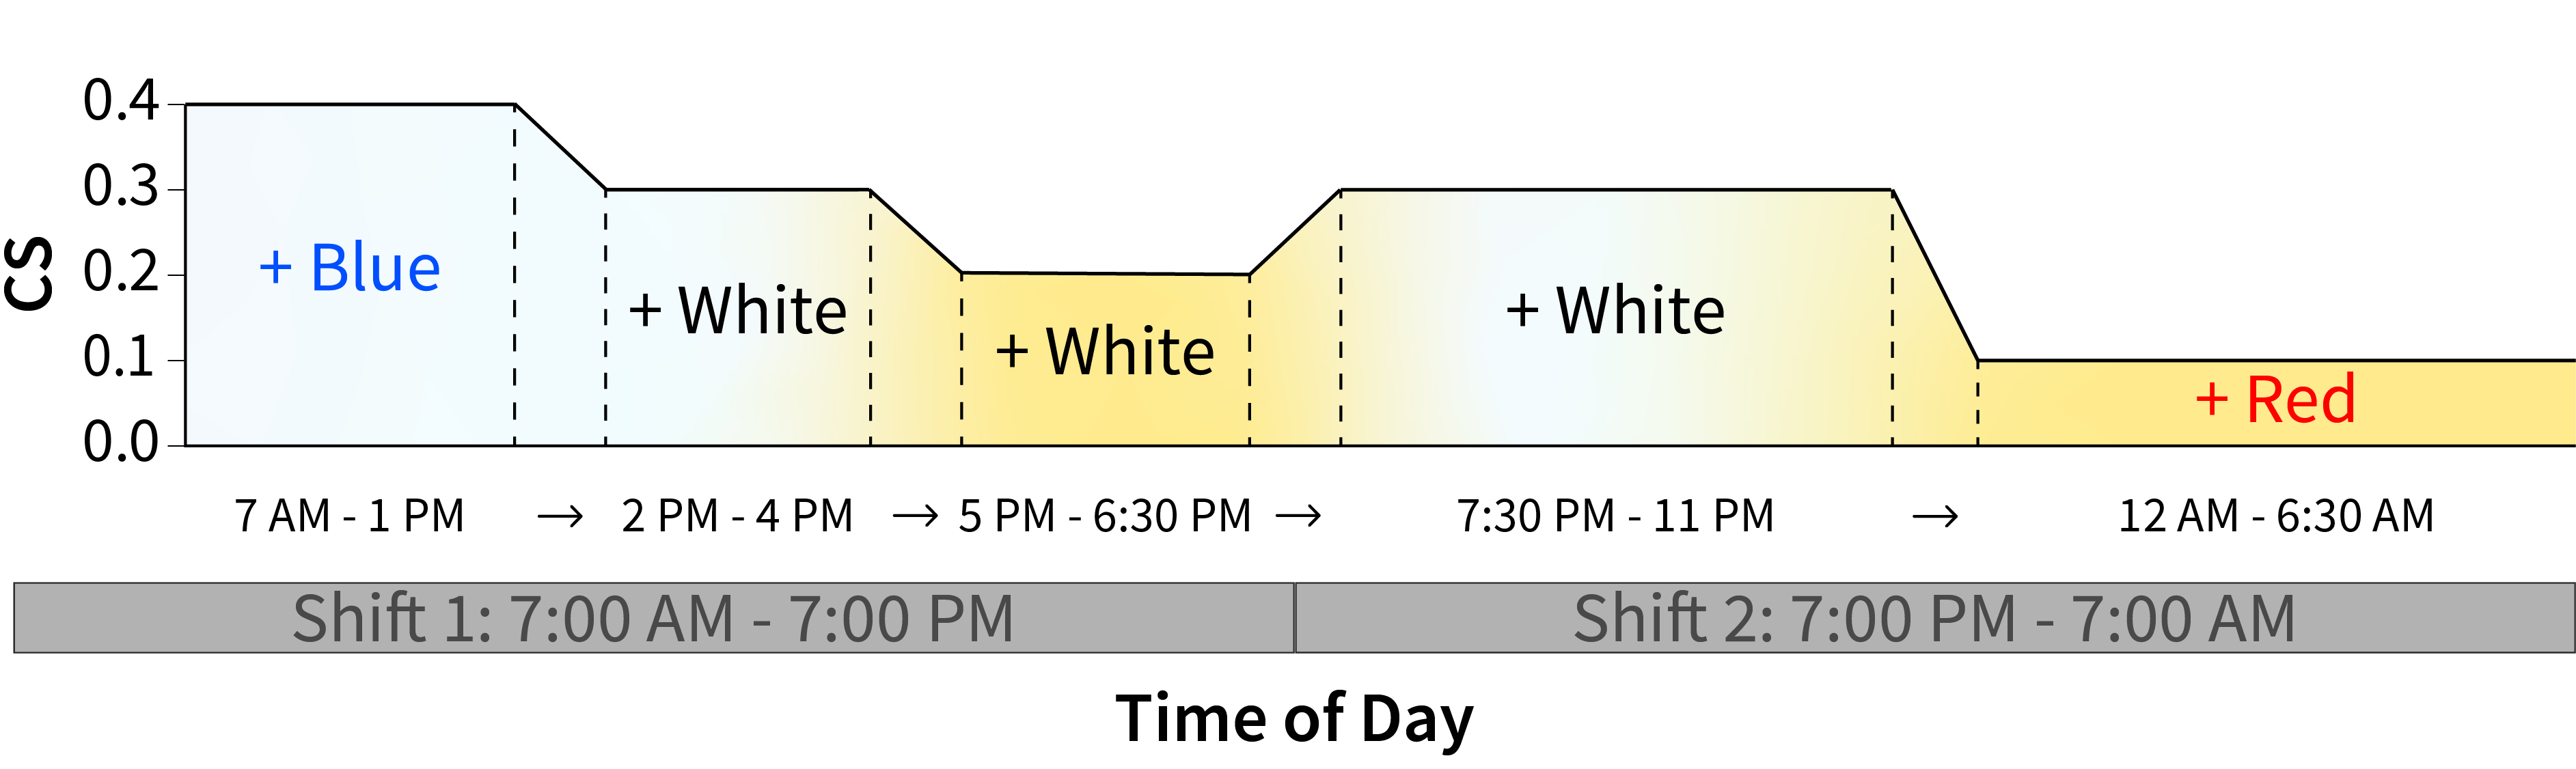 0.4
0.3
0.2
0.1
0.0
CS
+ Blue
+ White
+ White
+ White
+ Red
7 AM - 1 PM → 2 PM - 4 PM → 5 PM - 6:30 PM → 7:30 PM - 11 PM → 12 AM - 6:30 AM
Shift 1: 7:00 AM - 7:00 PM
Shift 2: 7:00 PM - 7:00 AM
Time of Day